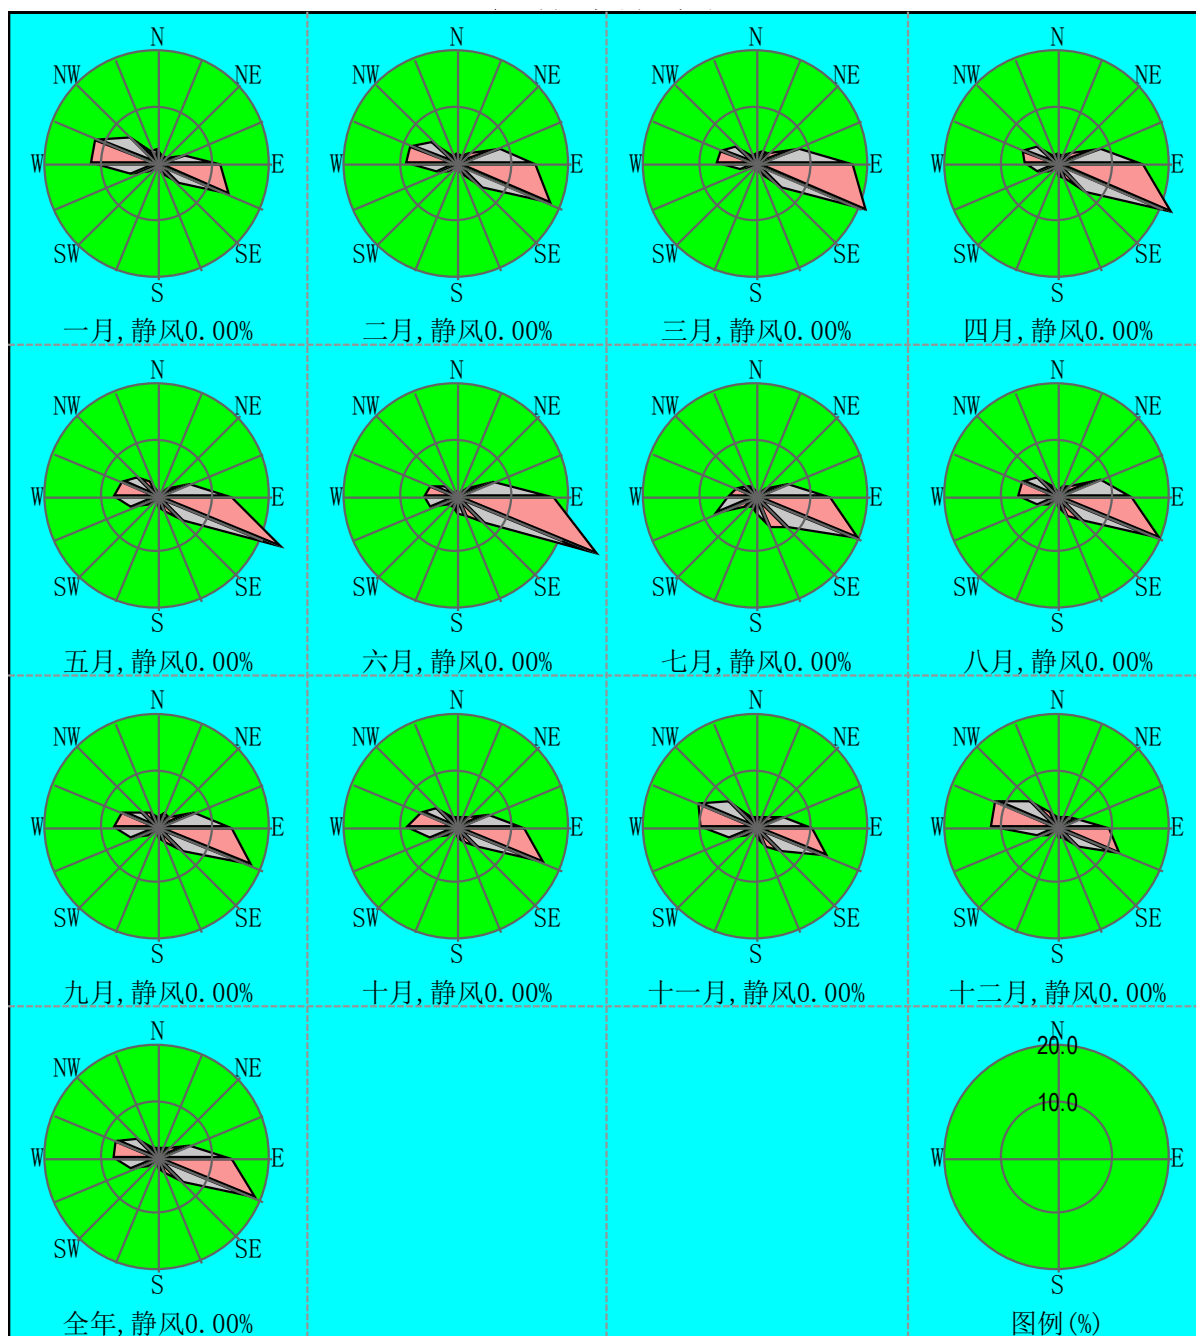 N
NW NE
W E
SW SE
S
一月,静风0.00%
N
NW NE
W E
SW SE
S
二月,静风0.00%
N
NW NE
W E
SW SE
S
三月,静风0.00%
N
NW NE
W E
SW SE
S
四月,静风0.00%
N
NW NE
W E
SW SE
S
五月,静风0.00%
N
NW NE
W E
SW SE
S
六月,静风0.00%
N
NW NE
W E
SW SE
S
七月,静风0.00%
N
NW NE
W E
SW SE
S
八月,静风0.00%
N
NW NE
W E
SW SE
S
九月,静风0.00%
N
NW NE
W E
SW SE
S
十月,静风0.00%
N
NW NE
W E
SW SE
S
十一月,静风0.00%
N
NW NE
W E
SW SE
S
十二月,静风0.00%
N
NW NE
W E
SW SE
S
全年,静风0.00%
N
20.0
10.0
W E
S
图例(%)